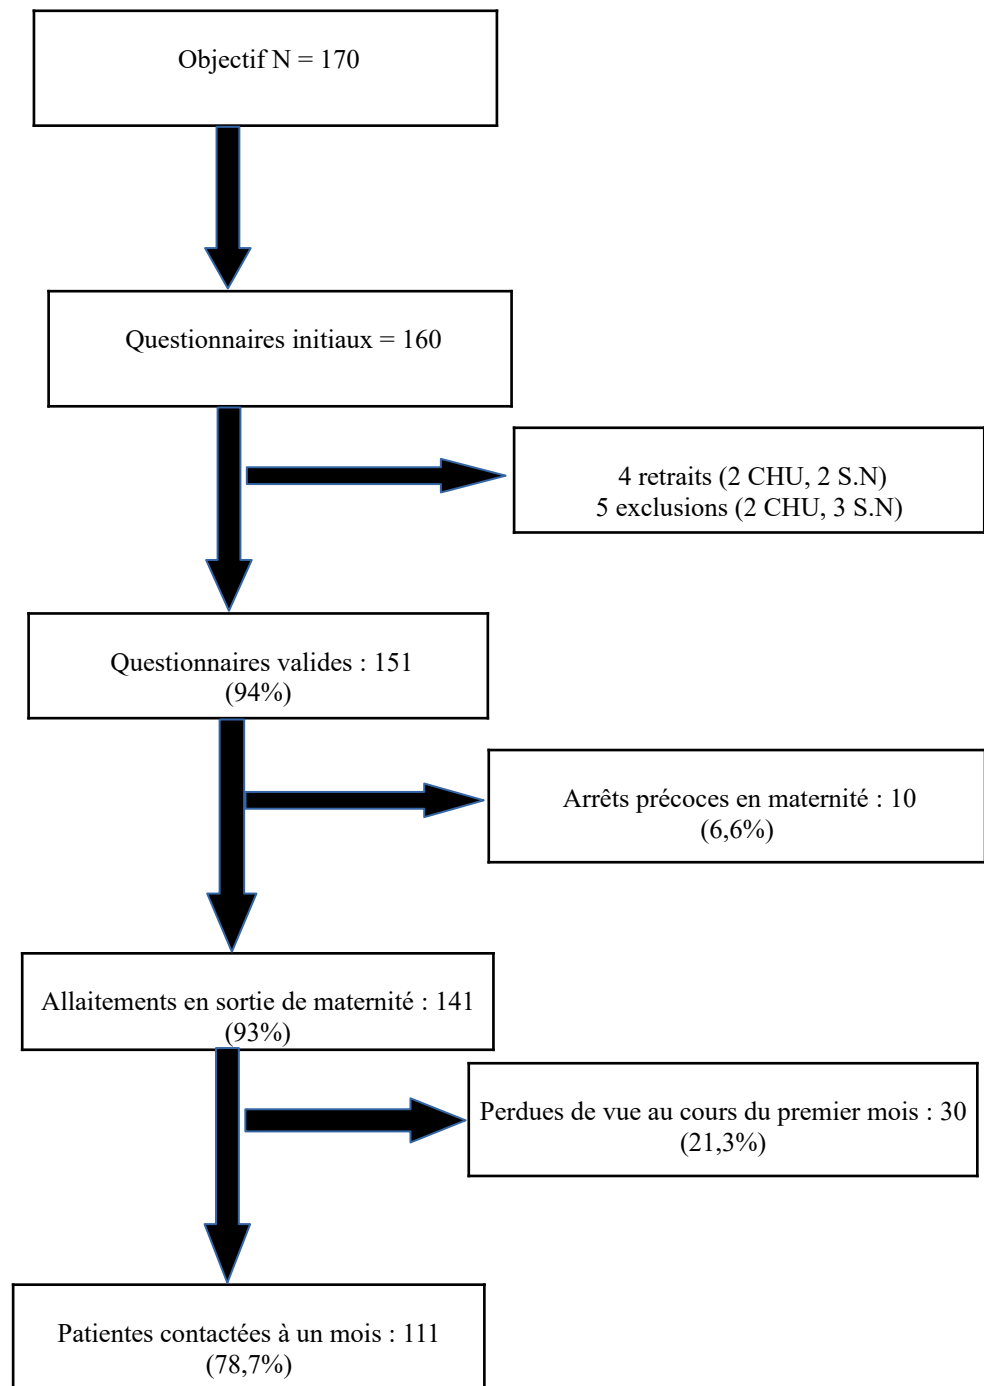 Objectif N = 170
Questionnaires initiaux = 160
4 retraits (2 CHU, 2 S.N)
5 exclusions (2 CHU, 3 S.N)
Questionnaires valides : 151
(94%)
Arrêts précoces en maternité : 10
(6,6%)
Allaitements en sortie de maternité : 141
(93%)
Perdues de vue au cours du premier mois : 30
(21,3%)
Patientes contactées à un mois : 111
(78,7%)